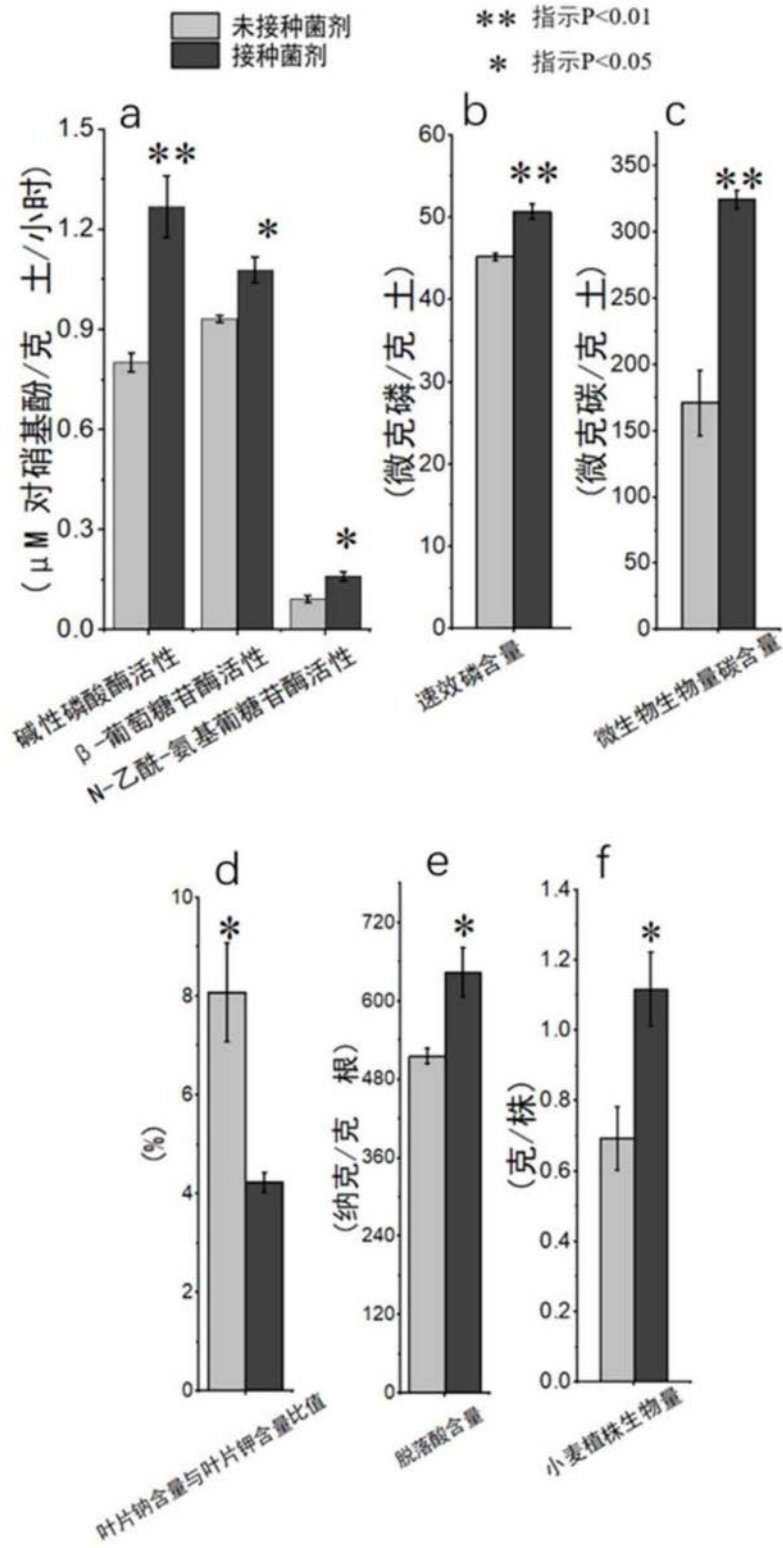 未接种菌剂
接种菌剂
** 指示P<0.01
* 指示P<0.05
a
1.5
1.2
0.9
0.6
0.3
0.0
(μM 对硝基酚/克 土/小时)
**
*
*
碱性磷酸酶活性
β-葡萄糖苷酶活性
N-乙酰-氨基葡糖苷酶活性
b
60
50
40
30
20
10
0
(微克磷/克 土)
**
速效磷含量
c
350
300
250
200
150
100
50
0
(微克碳/克 土)
**
微生物生物量碳含量
d
10
8
6
4
2
0
(%)
*
叶片钠含量与叶片钾含量比值
e
720
600
480
360
240
120
0
(纳克/克 根)
*
脱落酸含量
f
1.4
1.2
1.0
0.8
0.6
0.4
0.2
0.0
(克/株)
*
小麦植株生物量